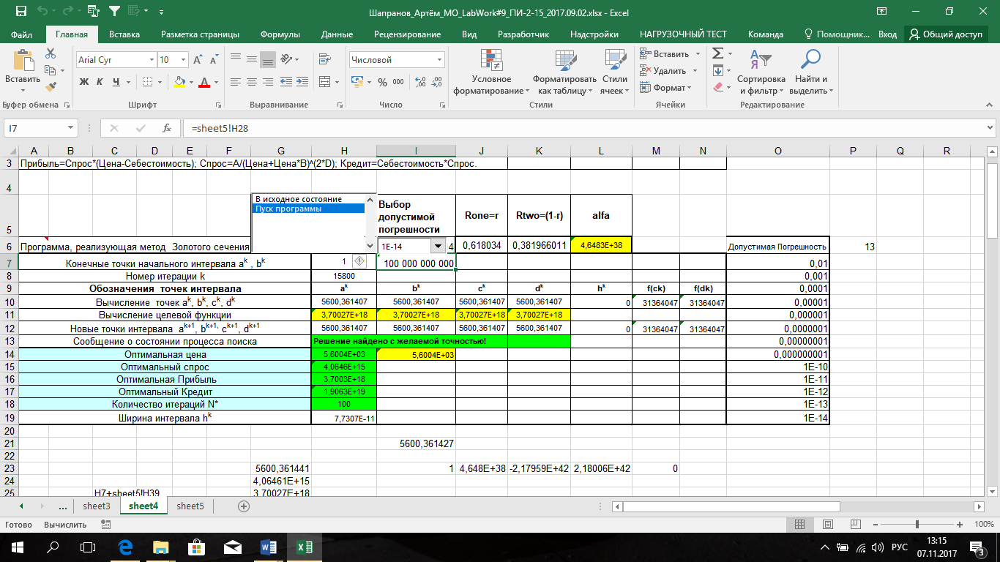 Шапранов_Артём_МО_LabWork#9_ПИ-2-15_2017.09.02.xlsx - Excel
Файл Главная Вставка Разметка страницы Формулы Данные Рецензирование Вид Разработчик Надстройки НАГРУЗОЧНЫЙ ТЕСТ Команда Помощник... Вход Общий доступ
Вставить
Arial Cyr 10
Ж К Ч
Числовой
% 000
Условное форматирование
Форматировать как таблицу
Стили ячеек
Вставить
Удалить
Формат
Сортировка и фильтр
Найти и выделить
Буфер обмена Шрифт Выравнивание Число Стили Ячейки Редактирование
I7 fx =sheet5!H28
A B C D E F G H I J K L M N O P Q R
3 Прибыль=Спрос*(Цена-Себестоимость); Спрос=A/(Цена+Цена*B)^(2*D); Кредит=Себестоимость*Спрос.
4
В исходное состояние
Пуск программы
5 Выбор допустимой погрешности Rone=r Rtwo=(1-r) alfa
6 Программа, реализующая метод Золотого сечения 1E-14 4 0,618034 0,381966011 4,6483E+38 Допустимая Погрешность 13
7 Конечные точки начального интервала a^k , b^k 1 100 000 000 000 0,01
8 Номер итерации k 15800 0,001
9 Обозначения точек интервала a^k b^k c^k d^k h^k f(ck) f(dk) 0,0001
10 Вычисление точек a^k, b^k, c^k, d^k 5600,361407 5600,361407 5600,361407 5600,361407 0 31364047 31364047 0,00001
11 Вычисление целевой функции 3,70027E+18 3,70027E+18 3,70027E+18 3,70027E+18 0,000001
12 Новые точки интервала a^k+1, b^k+1, c^k+1, d^k+1 5600,361407 5600,361407 5600,361407 5600,361407 0 31364047 31364047 0,0000001
13 Сообщение о состоянии процесса поиска Решение найдено с желаемой точностью! 0,00000001
14 Оптимальная цена 5,6004E+03 5,6004E+03 0,000000001
15 Оптимальный спрос 4,0646E+15 1E-10
16 Оптимальная Прибыль 3,7003E+18 1E-11
17 Оптимальный Кредит 1,9063E+19 1E-12
18 Количество итераций N* 100 1E-13
19 Ширина интервала h^k 7,7307E-11 1E-14
20
21 5600,361427
22
23 5600,361441 1 4,648E+38 -2,17959E+42 2,18006E+42 0
24 4,06461E+15
25 H7+sheet5!H39 3,70027E+18
... sheet3 sheet4 sheet5
Готово Вычислить 100%
РУС 13:15
07.11.2017 3